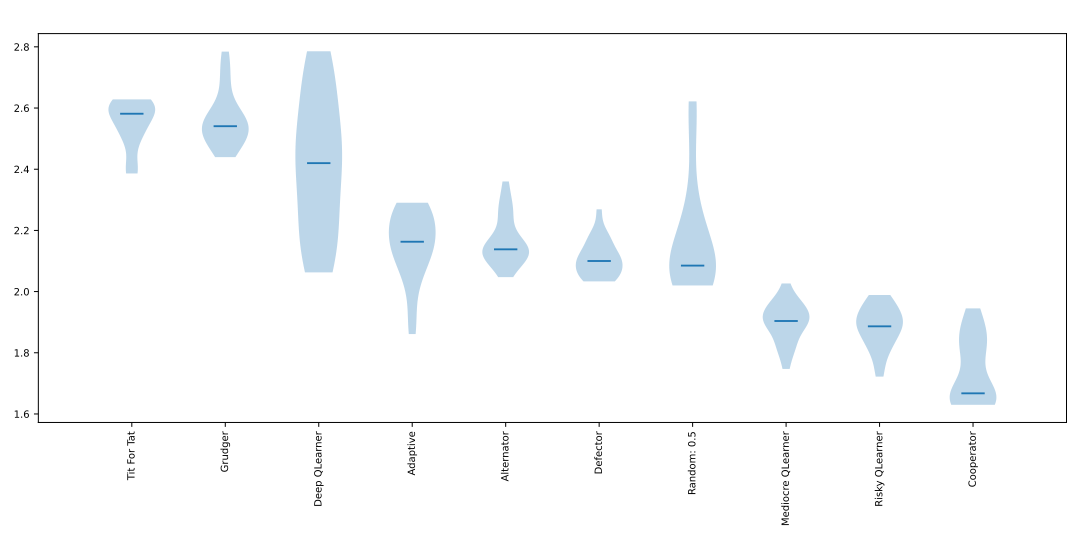 2.8
2.6
2.4
2.2
2.0
1.8
1.6
Tit For Tat
Grudger
Deep QLearner
Adaptive
Alternator
Defector
Random: 0.5
Mediocre QLearner
Risky QLearner
Cooperator